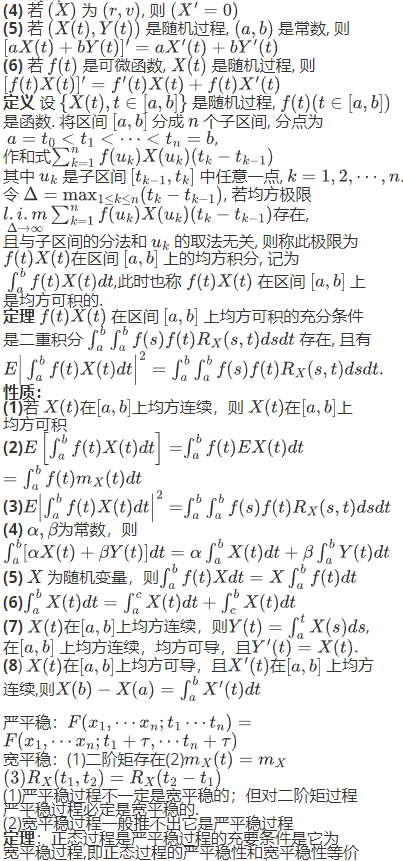 (4) 若 (X) 为 (r, v), 则 (X′ = 0)
(5) 若 (X(t), Y(t)) 是随机过程, (a, b) 是常数, 则
[aX(t) + bY(t)]′ = aX′(t) + bY′(t)
(6) 若 f(t) 是可微函数, X(t) 是随机过程, 则
[f(t)X(t)]′ = f′(t)X(t) + f(t)X′(t)
定义 设 {X(t), t ∈ [a, b]} 是随机过程, f(t)(t ∈ [a, b])
是函数. 将区间 [a, b] 分成 n 个子区间, 分点为
a = t₀ < t₁ < ⋯ < tₙ = b,
作和式∑ₖ₌₁ⁿ f(uₖ)X(uₖ)(tₖ − tₖ₋₁)
其中 uₖ 是子区间 [tₖ₋₁, tₖ] 中任意一点, k = 1, 2, ⋯, n.
令 Δ = max₁≤ₖ≤ₙ(tₖ − tₖ₋₁), 若均方极限
l.i.m ∑ₖ₌₁ⁿ f(uₖ)X(uₖ)(tₖ − tₖ₋₁)存在,
Δ→∞
且与子区间的分法和 uₖ 的取法无关, 则称此极限为
f(t)X(t)在区间 [a, b] 上的均方积分, 记为
∫ₐᵇ f(t)X(t)dt,此时也称 f(t)X(t) 在区间 [a, b] 上
是均方可积的.
定理 f(t)X(t) 在区间 [a, b] 上均方可积的充分条件
是二重积分 ∫ₐᵇ ∫ₐᵇ f(s)f(t)R_X(s, t)dsdt 存在, 且有
E|∫ₐᵇ f(t)X(t)dt|² = ∫ₐᵇ ∫ₐᵇ f(s)f(t)R_X(s, t)dsdt.
性质：
(1)若 X(t)在[a, b]上均方连续，则 X(t)在[a, b]上
均方可积
(2)E [∫ₐᵇ f(t)X(t)dt] =∫ₐᵇ f(t)EX(t)dt
= ∫ₐᵇ f(t)m_X(t)dt
(3)E|∫ₐᵇ f(t)X(t)dt|² =∫ₐᵇ ∫ₐᵇ f(s)f(t)R_X(s, t)dsdt
(4) α, β为常数，则
∫ₐᵇ[αX(t) + βY(t)]dt = α∫ₐᵇ X(t)dt + β∫ₐᵇ Y(t)dt
(5) X 为随机变量，则∫ₐᵇ f(t)Xdt = X∫ₐᵇ f(t)dt
(6)∫ₐᵇ X(t)dt = ∫ₐᶜ X(t)dt + ∫_cᵇ X(t)dt
(7) X(t)在[a, b]上均方连续，则Y(t) = ∫ₐᵗ X(s)ds,
在[a, b] 上均方连续，均方可导，且Y′(t) = X(t).
(8) X(t)在[a, b]上均方可导，且X′(t)在[a, b] 上均方
连续,则X(b) − X(a) = ∫ₐᵇ X′(t)dt
严平稳：F(x₁, ⋯ xₙ; t₁ ⋯ tₙ) =
F(x₁, ⋯ xₙ; t₁ + τ, ⋯ tₙ + τ)
宽平稳：(1)二阶矩存在(2)m_X(t) = m_X
(3)R_X(t₁, t₂) = R_X(t₂ − t₁)
(1)严平稳过程不一定是宽平稳的；但对二阶矩过程
严平稳过程必定是宽平稳的.
(2)宽平稳过程一般推不出它是严平稳过程
定理：正态过程是严平稳过程的充要条件是它为
宽平稳过程,即正态过程的严平稳性和宽平稳性等价